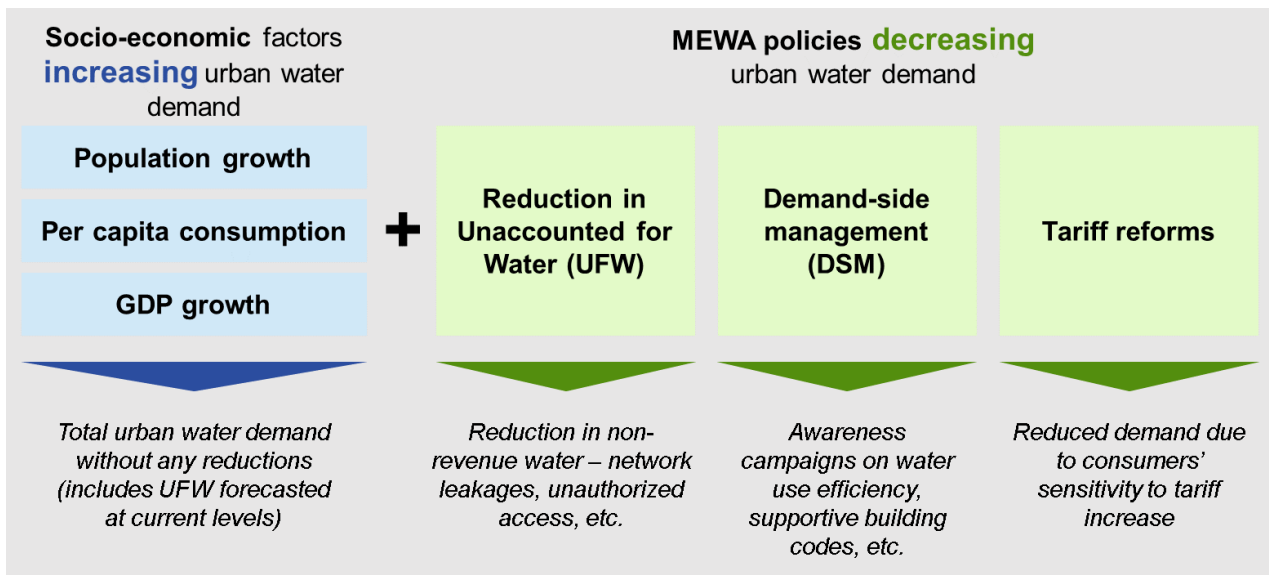 Socio-economic factors
increasing urban water
demand
MEWA policies decreasing
urban water demand
Population growth
Per capita consumption
GDP growth
+
Reduction in
Unaccounted for
Water (UFW)
Demand-side
management
(DSM)
Tariff reforms
Total urban water demand
without any reductions
(includes UFW forecasted
at current levels)
Reduction in non-
revenue water – network
leakages, unauthorized
access, etc.
Awareness
campaigns on water
use efficiency,
supportive building
codes, etc.
Reduced demand due
to consumers’
sensitivity to tariff
increase